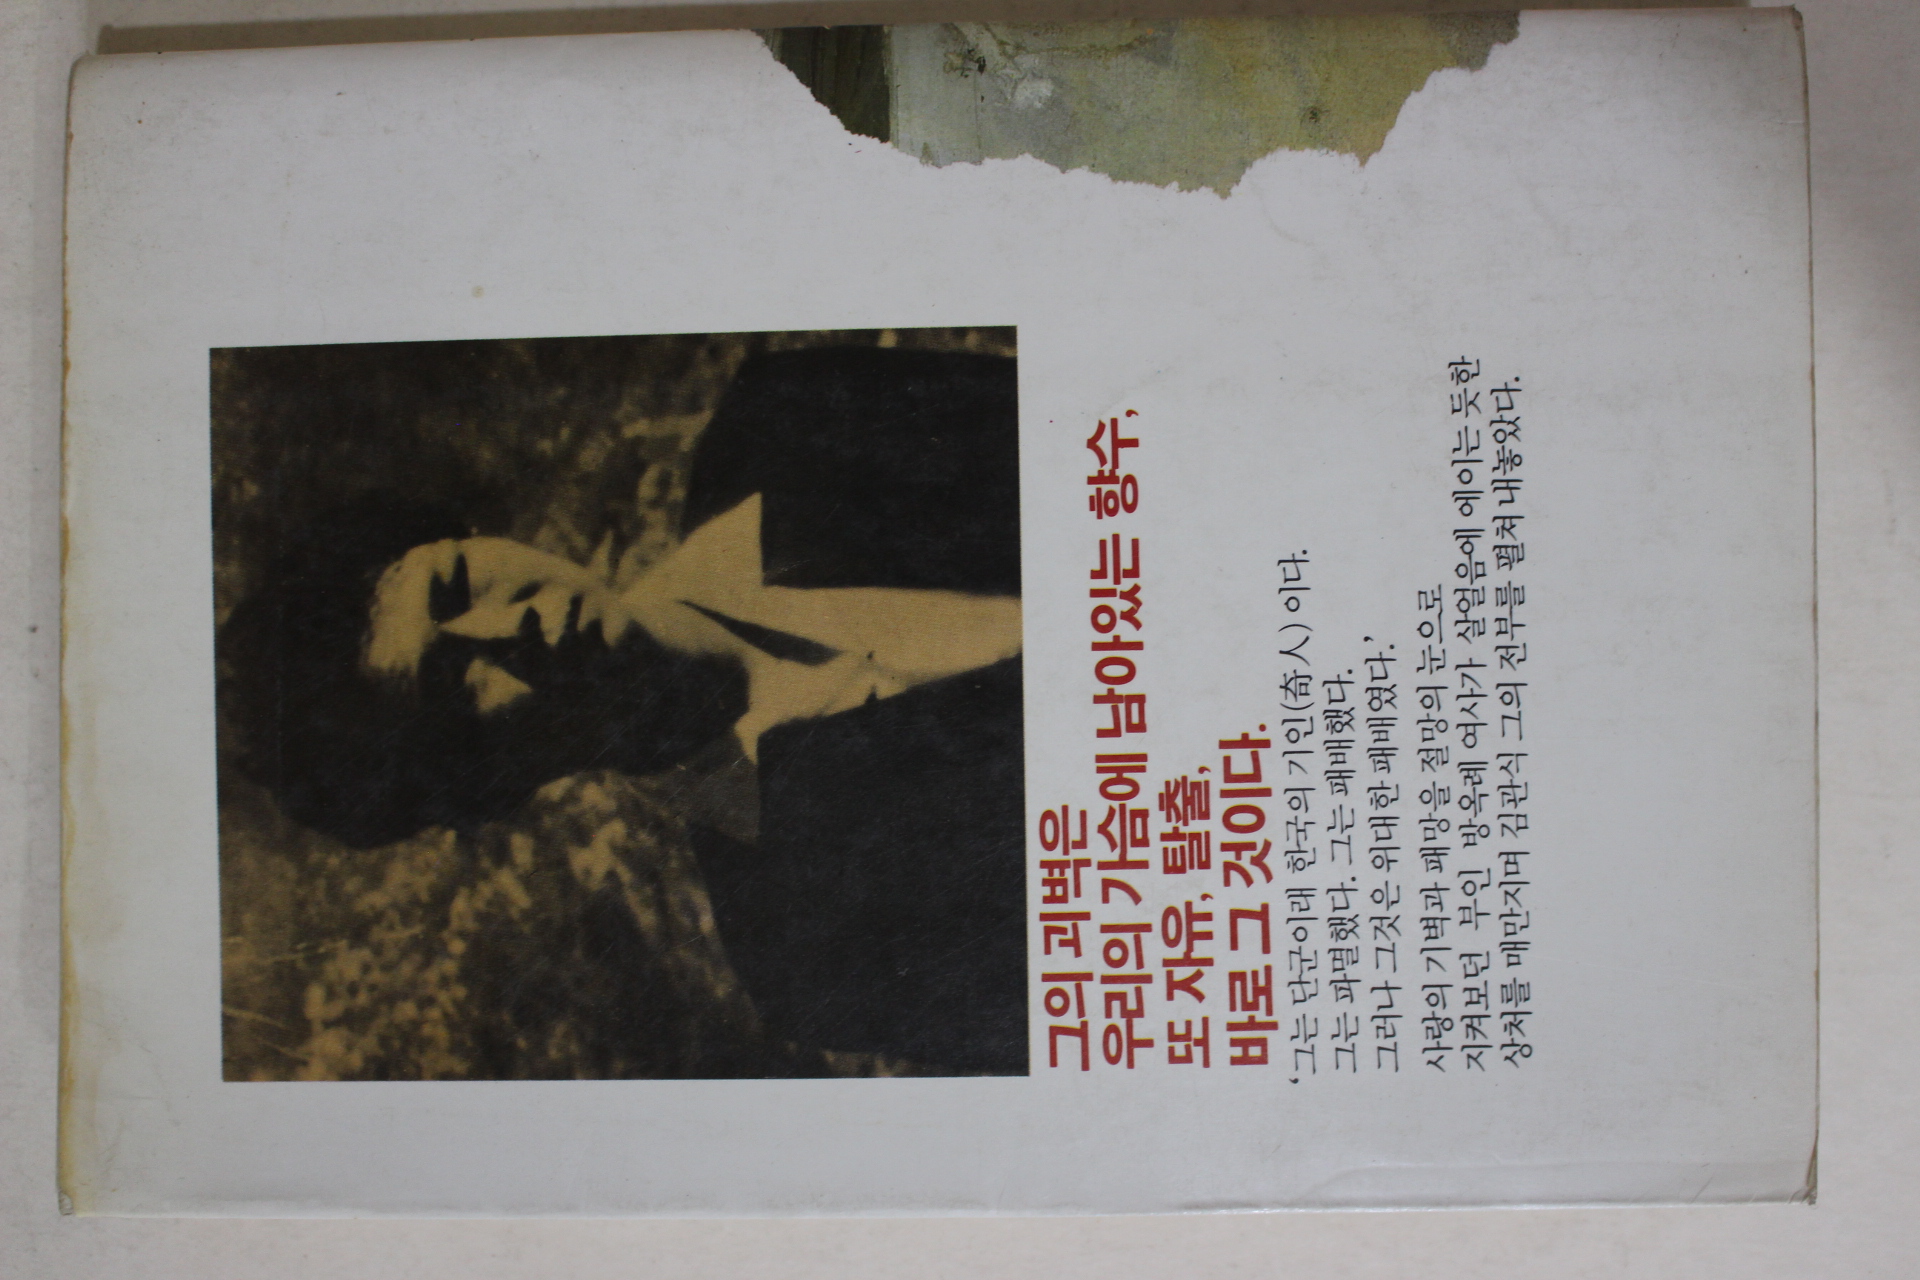 그의 괴벽은
우리의 가슴에 남아있는 향수,
또 자유, 탈출,
바로 그 것이다.
‘그는 단군이래 한국의 기인(奇人)이다.
그는 파멸했다. 그는 패배했다.
그러나 그것은 위대한 패배였다.’
사랑의 기벽과 패망을 절망의 눈으로
지켜보던 부인 방옥례 여사가 살얼음에 에이는 듯한
상처를 매만지며 김관식 그의 전부를 펼쳐 내놓았다.